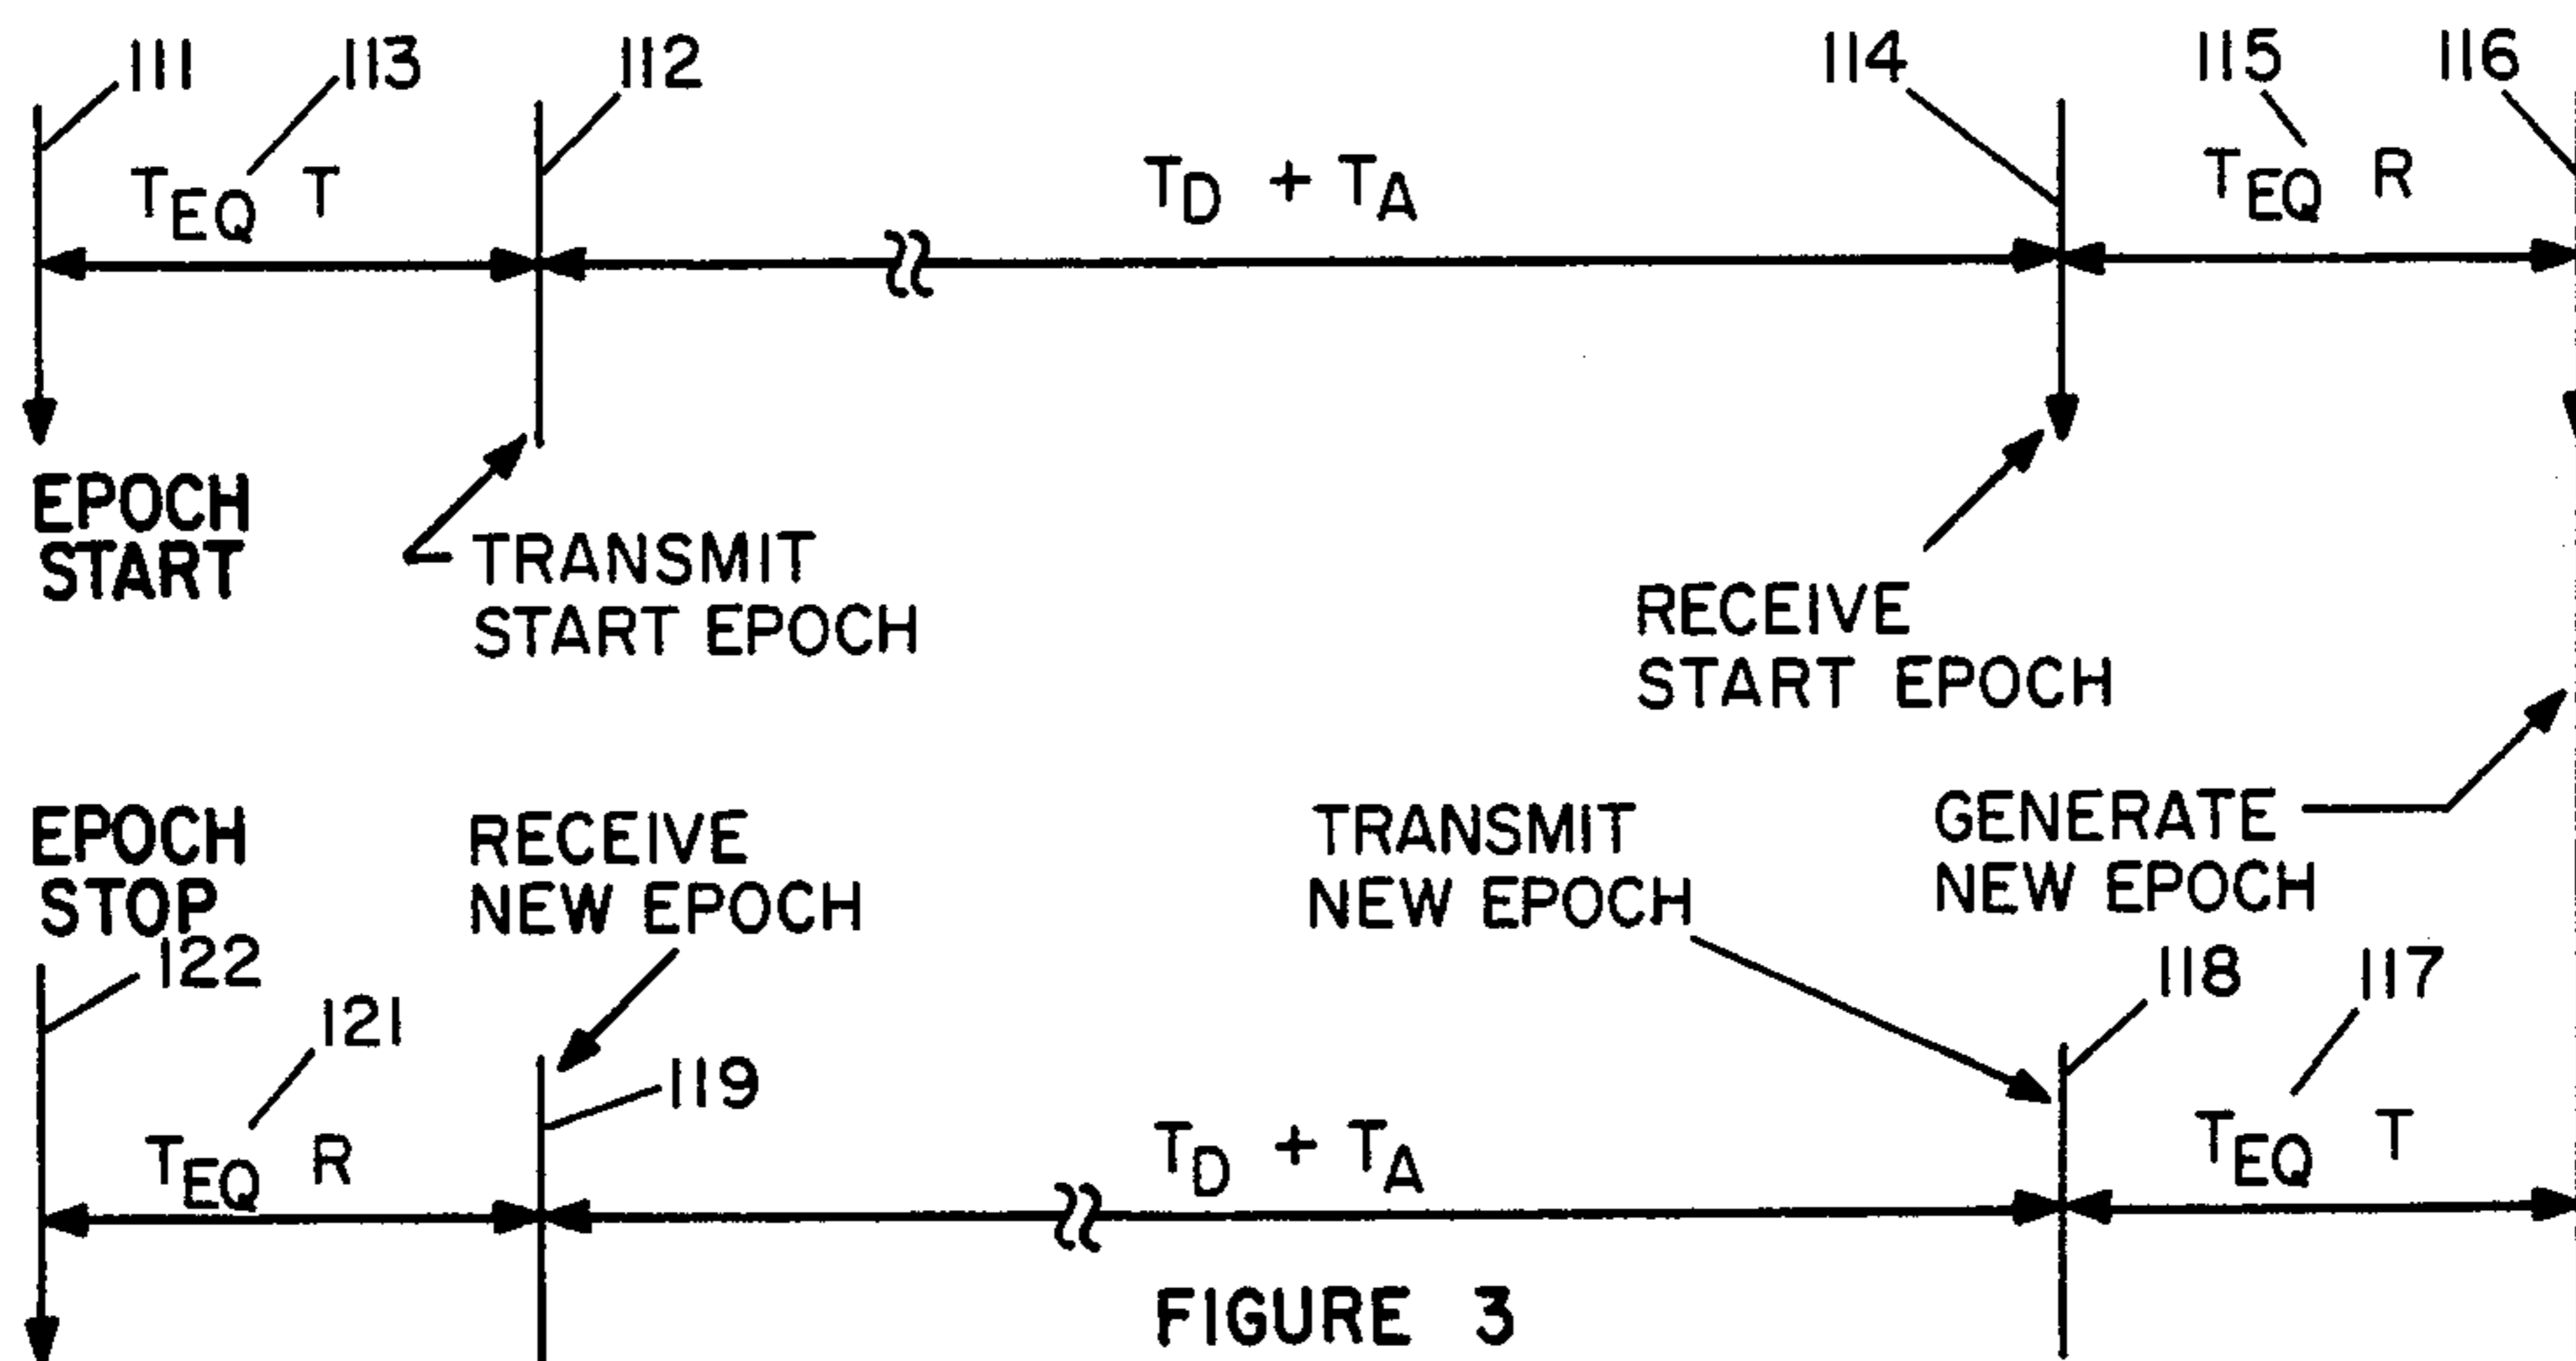 111 113 112 114 115 116
TEQ T TD + TA TEQ R
EPOCH
START
TRANSMIT
START EPOCH
RECEIVE
START EPOCH
EPOCH
STOP
RECEIVE
NEW EPOCH
TRANSMIT
NEW EPOCH
GENERATE
NEW EPOCH
122 121 119 118 117
TEQ R TD + TA TEQ T
FIGURE 3